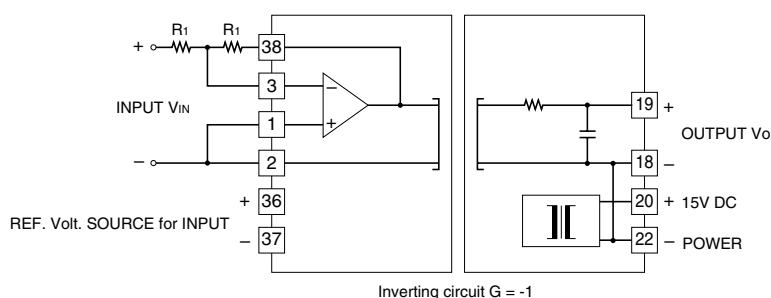 R1 R1
+ 38
3 −
INPUT VIN
1 +
− 2
+ 36
REF. Volt. SOURCE for INPUT
− 37
19 +
OUTPUT Vo
18 −
20 + 15V DC
22 − POWER
Inverting circuit G = -1